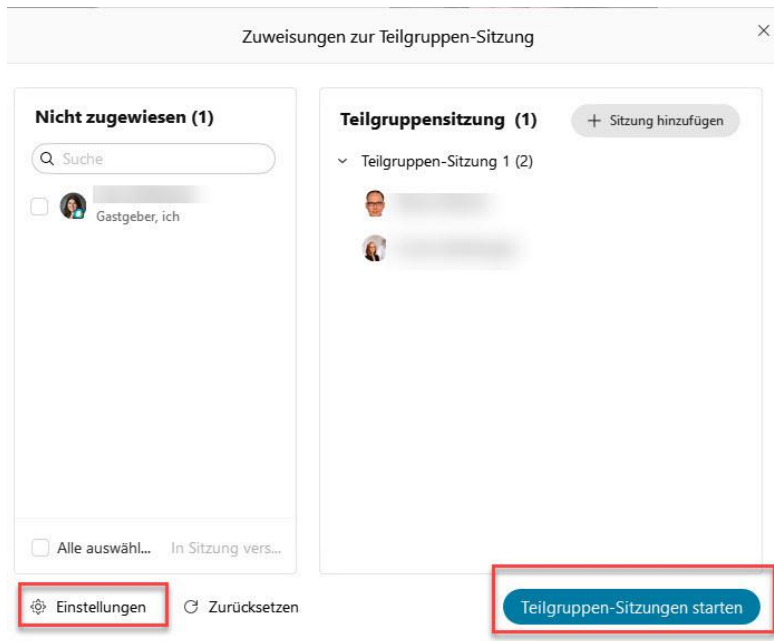 Zuweisungen zur Teilgruppen-Sitzung
Nicht zugewiesen (1)
Suche
Gastgeber, ich
Alle auswähl... In Sitzung vers...
Teilgruppensitzung (1)
+ Sitzung hinzufügen
Teilgruppen-Sitzung 1 (2)
Einstellungen
Zurücksetzen
Teilgruppen-Sitzungen starten